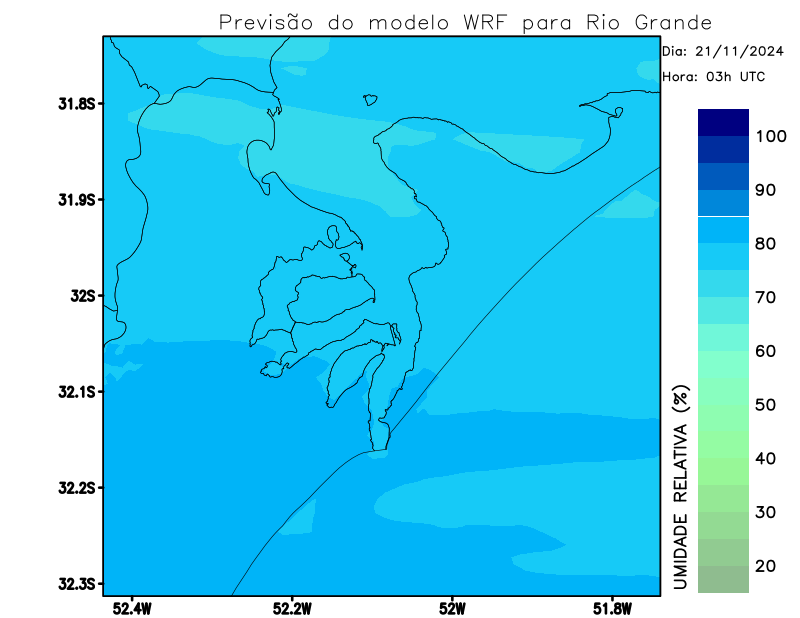 Previsão do modelo WRF para Rio Grande
Dia: 21/11/2024
Hora: 03h UTC
31.8S
31.9S
32S
32.1S
32.2S
32.3S
52.4W
52.2W
52W
51.8W
100
90
80
70
60
50
40
30
20
UMIDADE RELATIVA (%)